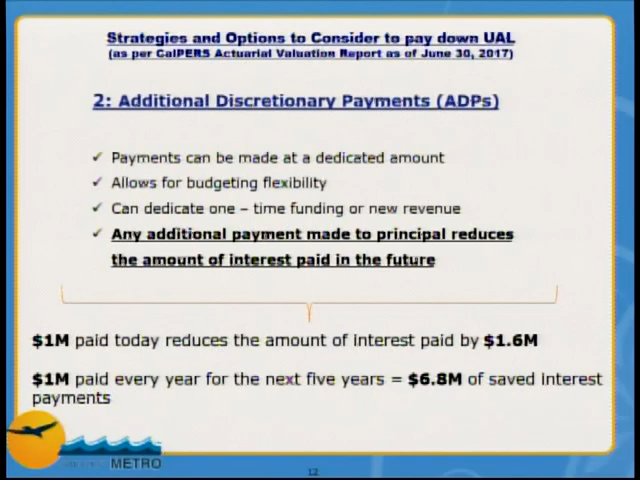 Strategies and Options to Consider to pay down UAL
(as per CalPERS Actuarial Valuation Report as of June 30, 2017)
2: Additional Discretionary Payments (ADPs)
✓ Payments can be made at a dedicated amount
✓ Allows for budgeting flexibility
✓ Can dedicate one – time funding or new revenue
✓ Any additional payment made to principal reduces
the amount of interest paid in the future
$1M paid today reduces the amount of interest paid by $1.6M
$1M paid every year for the next five years = $6.8M of saved interest
payments
METRO
12